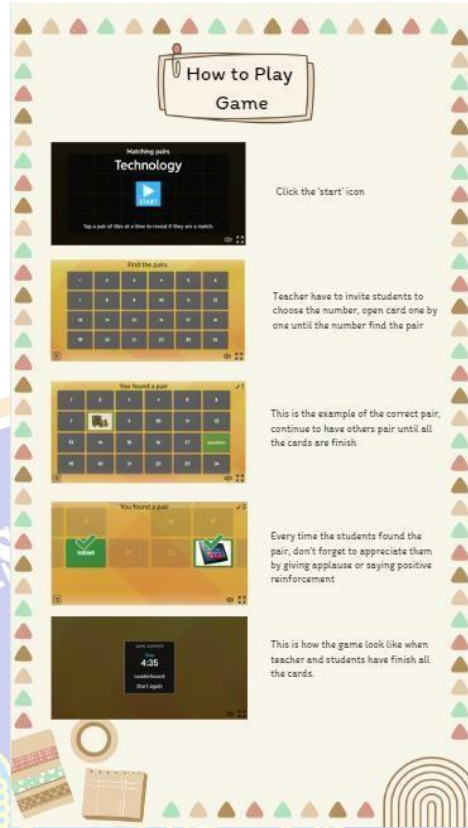 How to Play
Game
Matching pairs
Technology
START
Tap a pair of tiles at a time to reveal if they are a match.
Click the 'start' icon
Find the pairs
Teacher have to invite students to
choose the number, open card one by
one until the number find the pair
You found a pair
This is the example of the correct pair,
continue to have others pair until all
the cards are finish
You found a pair
tablet
Every time the students found the
pair, don't forget to appreciate them
by giving applause or saying positive
reinforcement
GAME COMPLETE
Time
4:35
Leaderboard
Start again
This is how the game look like when
teacher and students have finish all
the cards.